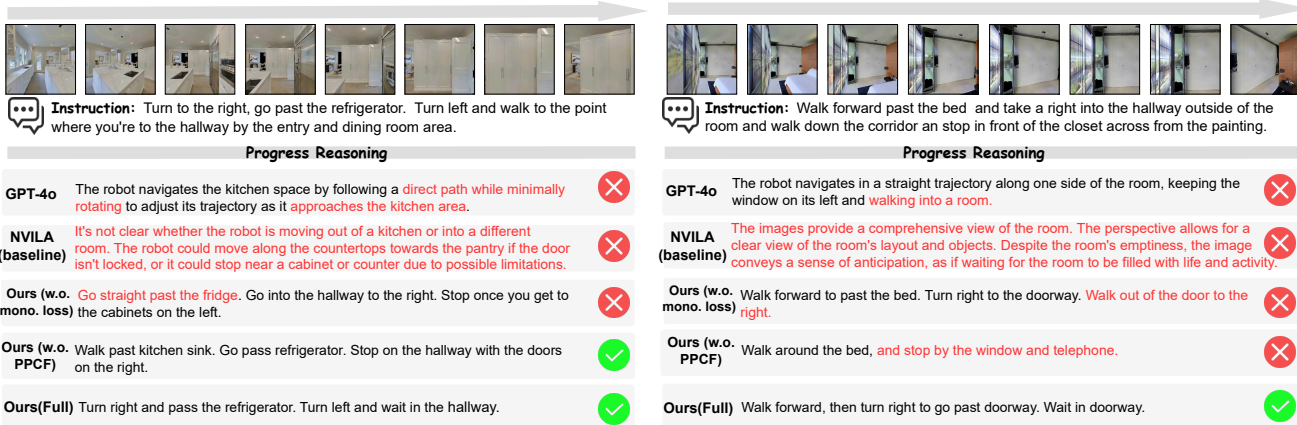 Instruction: Turn to the right, go past the refrigerator. Turn left and walk to the point
where you're to the hallway by the entry and dining room area.
Progress Reasoning
GPT-4o
The robot navigates the kitchen space by following a direct path while minimally
rotating to adjust its trajectory as it approaches the kitchen area.
NVILA
(baseline)
It's not clear whether the robot is moving out of a kitchen or into a different
room. The robot could move along the countertops towards the pantry if the door
isn't locked, or it could stop near a cabinet or counter due to possible limitations.
Ours (w.o.
mono. loss)
Go straight past the fridge. Go into the hallway to the right. Stop once you get to
the cabinets on the left.
Ours (w.o.
PPCF)
Walk past kitchen sink. Go pass refrigerator. Stop on the hallway with the doors
on the right.
Ours(Full)
Turn right and pass the refrigerator. Turn left and wait in the hallway.
Instruction: Walk forward past the bed and take a right into the hallway outside of the
room and walk down the corridor an stop in front of the closet across from the painting.
Progress Reasoning
GPT-4o
The robot navigates in a straight trajectory along one side of the room, keeping the
window on its left and walking into a room.
NVILA
(baseline)
The images provide a comprehensive view of the room. The perspective allows for a
clear view of the room's layout and objects. Despite the room's emptiness, the image
conveys a sense of anticipation, as if waiting for the room to be filled with life and activity.
Ours (w.o.
mono. loss)
Walk forward to past the bed. Turn right to the doorway. Walk out of the door to the
right.
Ours (w.o.
PPCF)
Walk around the bed, and stop by the window and telephone.
Ours(Full)
Walk forward, then turn right to go past doorway. Wait in doorway.